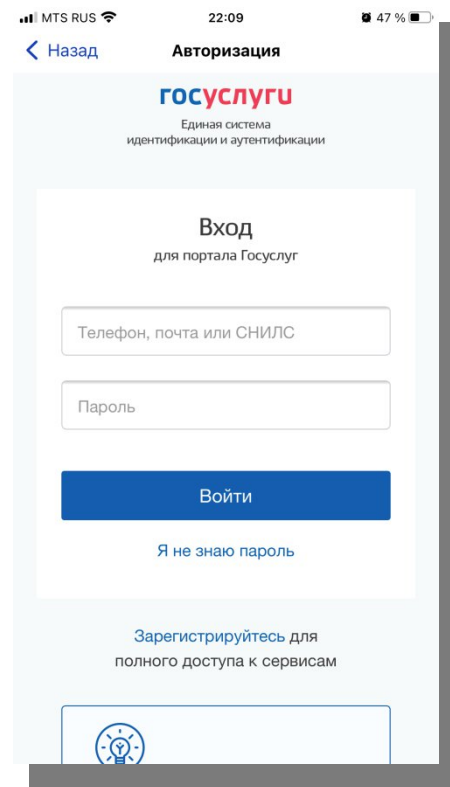 MTS RUS 22:09 47 %
Назад Авторизация
госуслуги
Единая система
идентификации и аутентификации
Вход
для портала Госуслуг
Телефон, почта или СНИЛС
Пароль
Войти
Я не знаю пароль
Зарегистрируйтесь для
полного доступа к сервисам